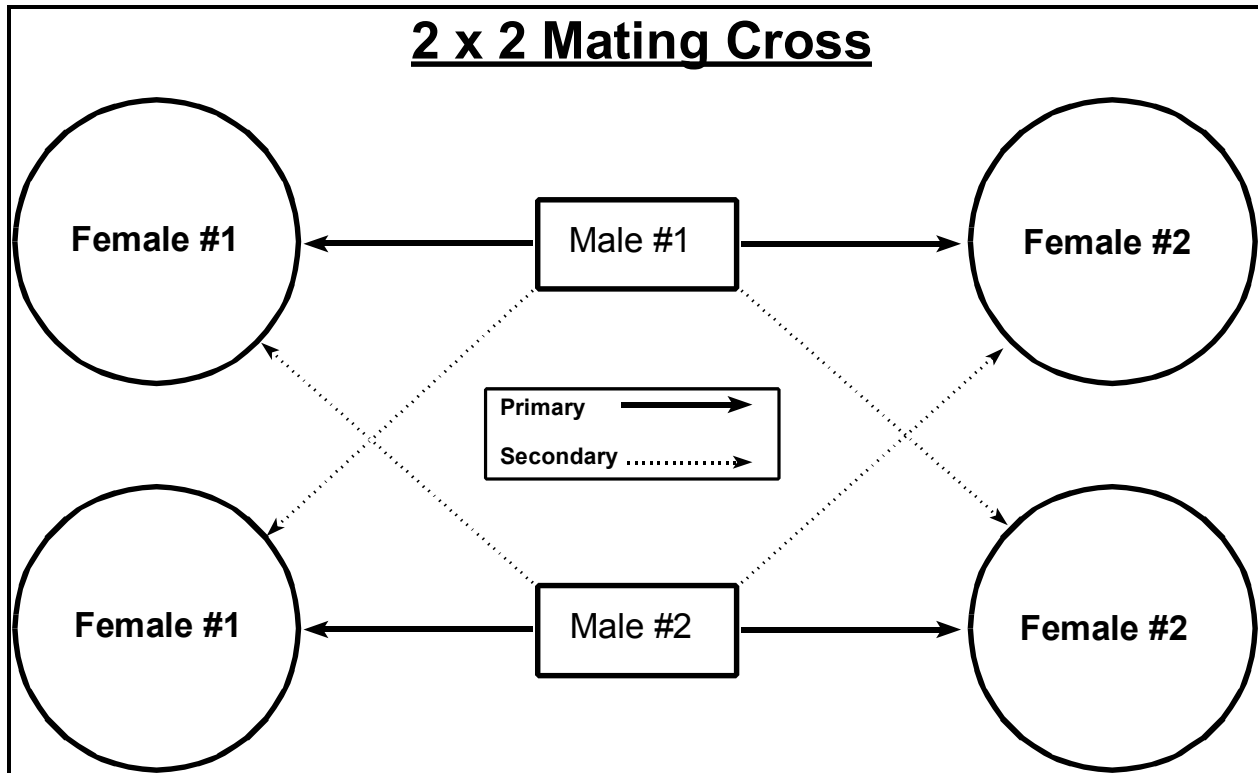 2 x 2 Mating Cross
Female #1
Male #1
Female #2
Primary
Secondary
Female #1
Male #2
Female #2